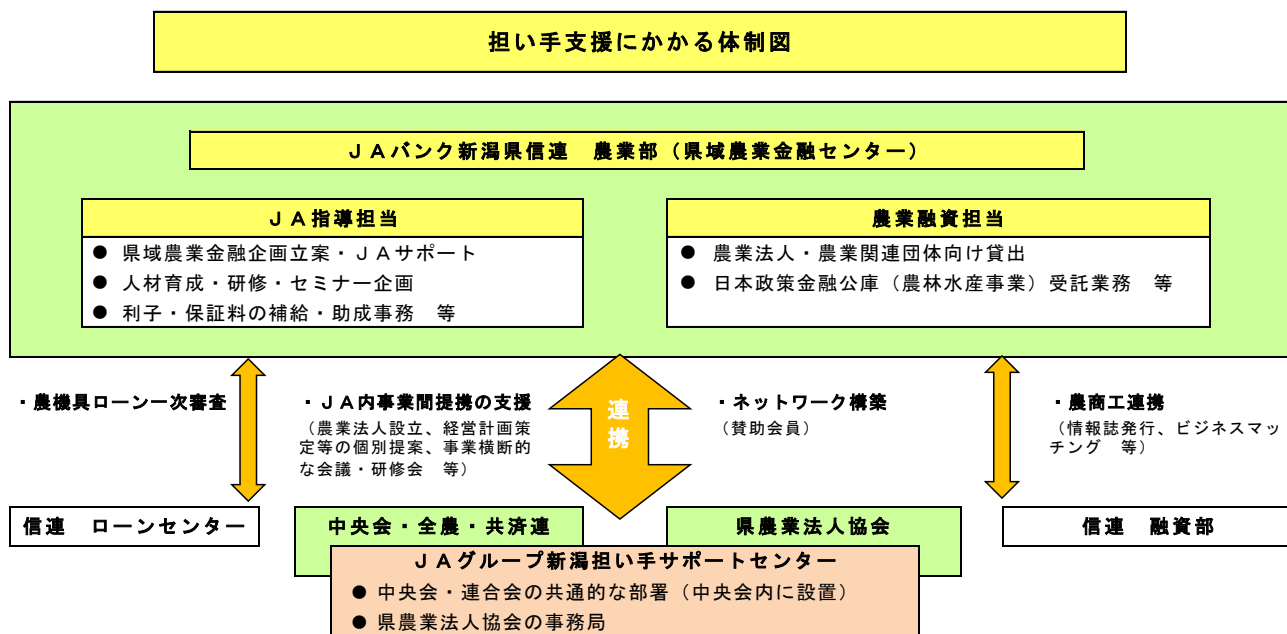 担い手支援にかかる体制図
ＪＡバンク新潟県信連　農業部（県域農業金融センター）
ＪＡ指導担当
● 県域農業金融企画立案・ＪＡサポート
● 人材育成・研修・セミナー企画
● 利子・保証料の補給・助成事務　等
農業融資担当
● 農業法人・農業関連団体向け貸出
● 日本政策金融公庫（農林水産事業）受託業務　等
・農機具ローン一次審査
・ＪＡ内事業間提携の支援
（農業法人設立、経営計画策
定等の個別提案、事業横断的
な会議・研修会　等）
連
携
・ネットワーク構築
（賛助会員）
・農商工連携
（情報誌発行、ビジネスマッ
チング　等）
信連　ローンセンター
中央会・全農・共済連
県農業法人協会
信連　融資部
ＪＡグループ新潟担い手サポートセンター
● 中央会・連合会の共通的な部署（中央会内に設置）
● 県農業法人協会の事務局